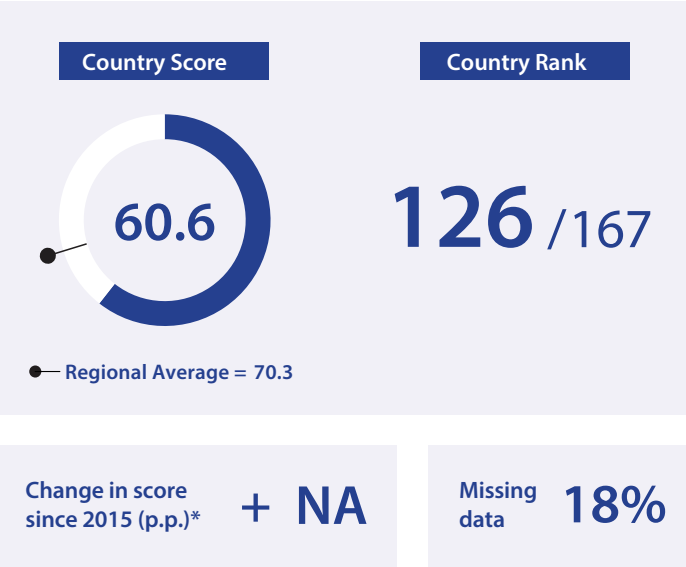 Country Score
Country Rank
60.6
126 /167
Regional Average = 70.3
Change in score
since 2015 (p.p.)*
+ NA
Missing
data
18%